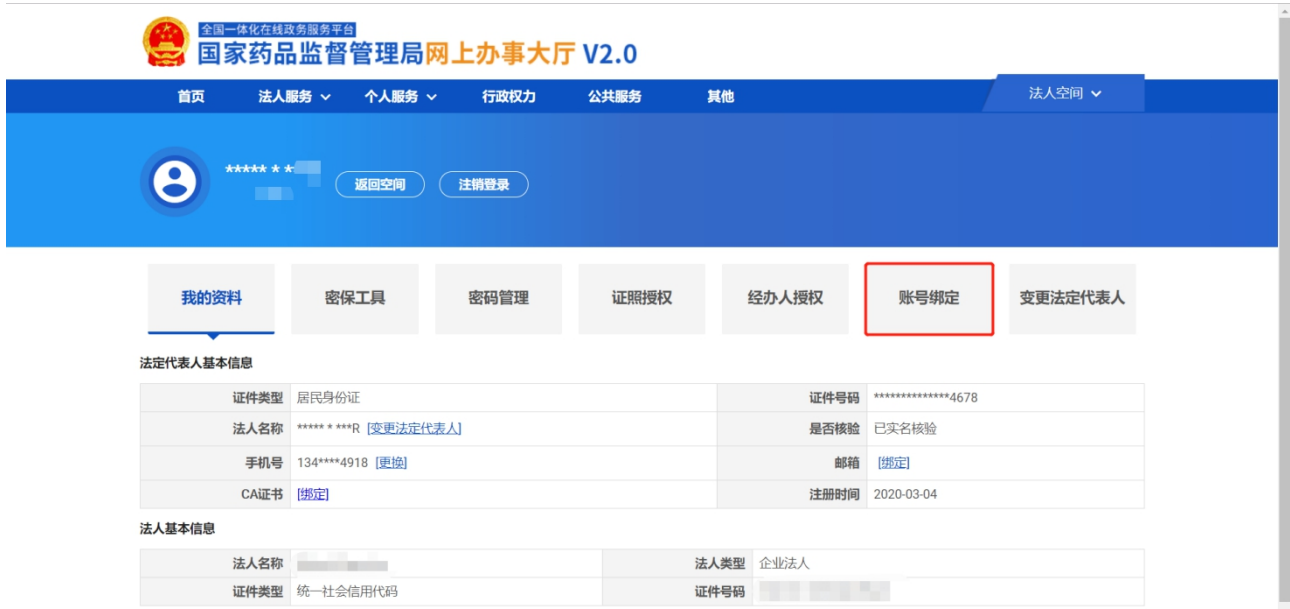 全国一体化在线政务服务平台
国家药品监督管理局网上办事大厅 V2.0
首页 法人服务 个人服务 行政权力 公共服务 其他 法人空间
***** * *
返回空间 注销登录
我的资料 密保工具 密码管理 证照授权 经办人授权 账号绑定 变更法定代表人
法定代表人基本信息
证件类型 居民身份证 证件号码 **************4678
法人名称 ***** * ***R [变更法定代表人] 是否核验 已实名核验
手机号 134****4918 [更换] 邮箱 [绑定]
CA证书 [绑定] 注册时间 2020-03-04
法人基本信息
法人名称 法人类型 企业法人
证件类型 统一社会信用代码 证件号码